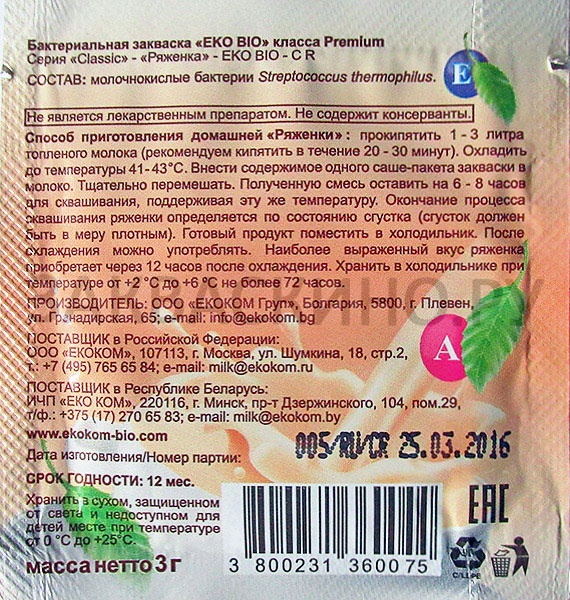 Бактериальная закваска «EKO BIO» класса Premium
Серия «Classic» - «Ряженка» - EKO BIO - C R
СОСТАВ: молочнокислые бактерии Streptococcus thermophilus.
E
Не является лекарственным препаратом. Не содержит консерванты.
Способ приготовления домашней «Ряженки»: прокипятить 1 - 3 литра
топленого молока (рекомендуем кипятить в течение 20 - 30 минут). Охладить
до температуры 41- 43°С. Внести содержимое одного саше-пакета закваски в
молоко. Тщательно перемешать. Полученную смесь оставить на 6 - 8 часов
для сквашивания, поддерживая эту же температуру. Окончание процесса
сквашивания ряженки определяется по состоянию сгустка (сгусток должен
быть в меру плотным). Готовый продукт поместить в холодильник. После
охлаждения можно употреблять. Наиболее выраженный вкус ряженка
приобретает через 12 часов после охлаждения. Хранить в холодильнике при
температуре от +2 °С до +6 °С не более 72 часов.
ПРОИЗВОДИТЕЛЬ: ООО «ЕКОКОМ Груп», Болгария, 5800, г. Плевен,
ул. Гренадирская, 65; e-mail: info@ekokom.bg
ПОСТАВЩИК в Российской Федерации:
ООО «ЕКОКОМ», 107113, г. Москва, ул. Шумкина, 18, стр.2,
т.: +7 (495) 765 65 84; e-mail: milk@ekokom.ru
A
ПОСТАВЩИК в Республике Беларусь:
ИЧП «ЕКО КОМ», 220116, г. Минск, пр-т Дзержинского, 104, пом.29,
т/ф.: +375 (17) 270 65 83; e-mail: milk@ekokom.by
www.ekokom-bio.com
Дата изготовления/Номер партии:
005/RU/CR 25.03.2016
СРОК ГОДНОСТИ: 12 мес.
Хранить в сухом, защищенном
от света и недоступном для
детей месте при температуре
от 0 °С до +25°С.
масса нетто 3 г
3 800231 360075
EAC
C/LLPE